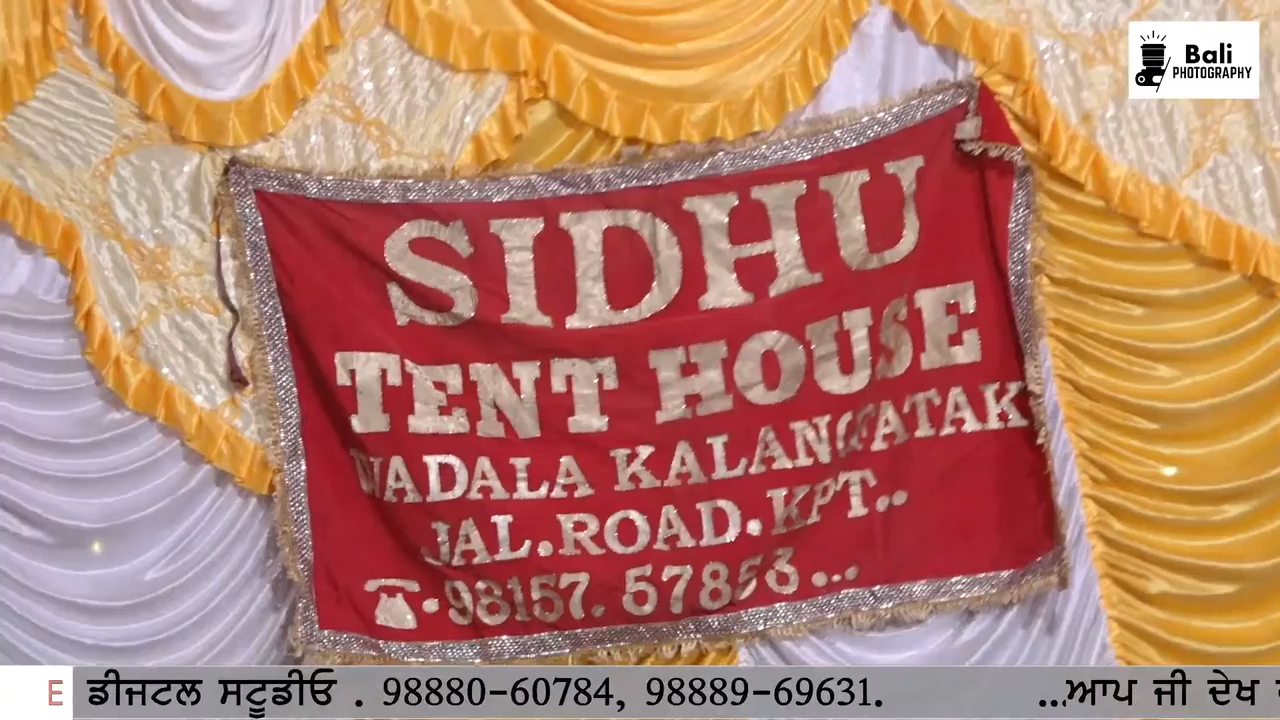 Bali
PHOTOGRAPHY
SIDHU
TENT HOUSE
WADALA KALAN
JAL.ROAD.KPT..
98157. 57853...
E ਡੀਜਟਲ ਸਟੂਡੀਓ . 98880-60784, 98889-69631. ...ਆਪ ਜੀ ਦੇਖ